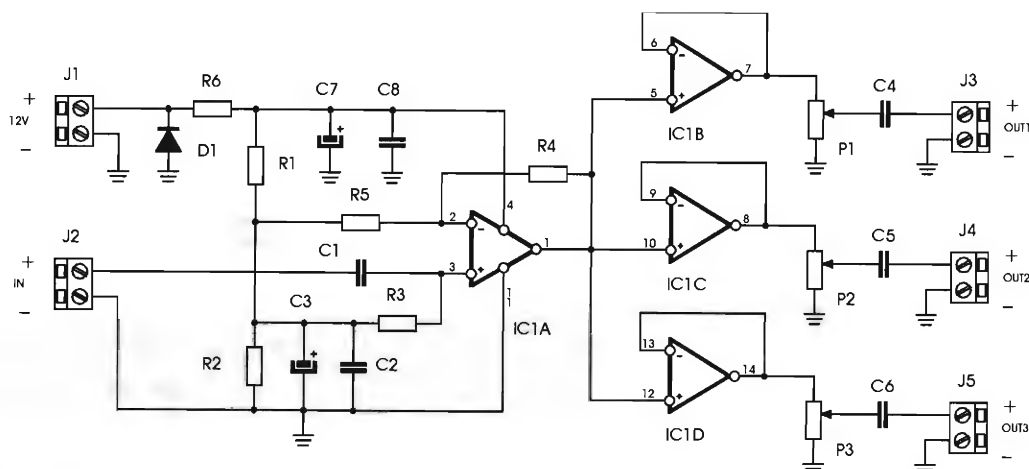 J1
+
12V
−
R6
C7
+
C8
D1
R1
R4
R5
4
2
−
3
+
1
11
IC1A
J2
+
IN
−
C1
C3
+
R3
R2
C2
6
−
7
5
+
IC1B
P1
C4
J3
+
OUT1
−
9
−
8
10
+
IC1C
P2
C5
J4
+
OUT2
−
13
−
14
12
+
IC1D
P3
C6
J5
+
OUT3
−